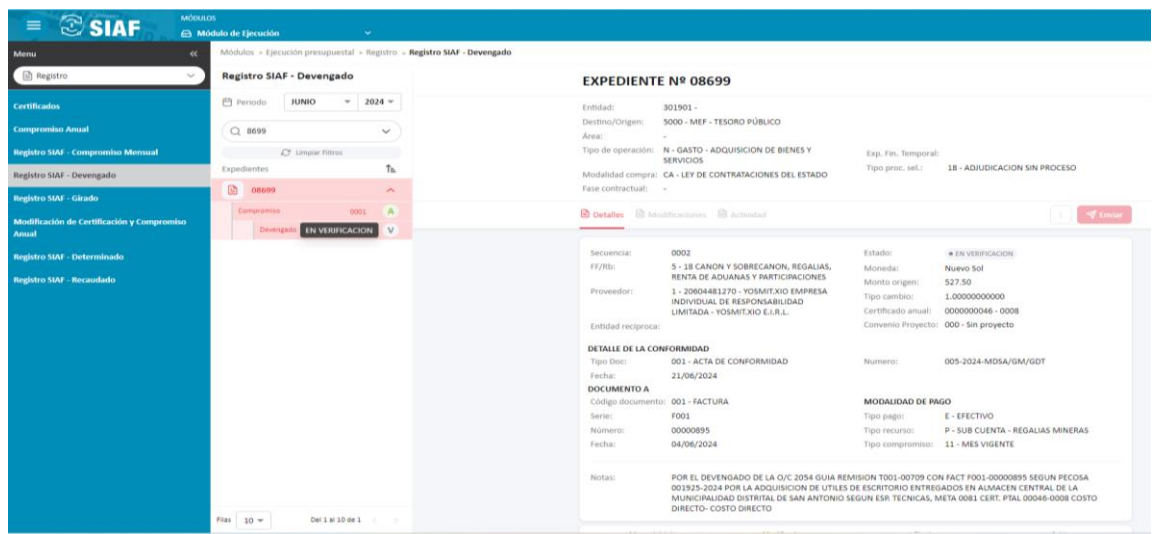 SIAF
MÓDULOS
Módulo de Ejecución
Menu
Registro
Certificados
Compromiso Anual
Registro SIAF - Compromiso Mensual
Registro SIAF - Devengado
Registro SIAF - Girado
Modificación de Certificación y Compromiso
Anual
Registro SIAF - Determinado
Registro SIAF - Recaudado
Módulos » Ejecución presupuestal » Registro » Registro SIAF - Devengado
Registro SIAF - Devengado
Periodo JUNIO 2024
8699
Limpiar Filtros
Expedientes
08699
Compromiso 0001 A
Devengado EN VERIFICACION V
Filas 10 Del 1 al 10 de 1
EXPEDIENTE Nº 08699
Entidad: 301901 -
Destino/Origen: 5000 - MEF - TESORO PÚBLICO
Área: -
Tipo de operación: N - GASTO - ADQUISICION DE BIENES Y
SERVICIOS
Exp. Fin. Temporal:
Tipo proc. sel.: 18 - ADJUDICACION SIN PROCESO
Modalidad compra: CA - LEY DE CONTRATACIONES DEL ESTADO
Fase contractual: -
Detalles Modificaciones Actividad Enviar
Secuencia: 0002 Estado: EN VERIFICACION
FF/Rb: 5 - 18 CANON Y SOBRECANON, REGALIAS,
RENTA DE ADUANAS Y PARTICIPACIONES
Moneda: Nuevo Sol
Monto origen: 527.50
Proveedor: 1 - 20604481270 - YOSMIT.XIO EMPRESA
INDIVIDUAL DE RESPONSABILIDAD
LIMITADA - YOSMIT.XIO E.I.R.L.
Tipo cambio: 1.00000000000
Certificado anual: 0000000046 - 0008
Entidad reciproca: Convenio Proyecto: 000 - Sin proyecto
DETALLE DE LA CONFORMIDAD
Tipo Doc: 001 - ACTA DE CONFORMIDAD Numero: 005-2024-MDSA/GM/GDT
Fecha: 21/06/2024
DOCUMENTO A
Código documento: 001 - FACTURA MODALIDAD DE PAGO
Serie: F001 Tipo pago: E - EFECTIVO
Número: 00000895 Tipo recurso: P - SUB CUENTA - REGALIAS MINERAS
Fecha: 04/06/2024 Tipo compromiso: 11 - MES VIGENTE
Notas: POR EL DEVENGADO DE LA O/C 2054 GUIA REMISION T001-00709 CON FACT F001-00000895 SEGUN PECOSA
001925-2024 POR LA ADQUISICION DE UTILES DE ESCRITORIO ENTREGADOS EN ALMACEN CENTRAL DE LA
MUNICIPALIDAD DISTRITAL DE SAN ANTONIO SEGUN ESP. TECNICAS, META 0081 CERT. PTAL 00046-0008 COSTO
DIRECTO- COSTO DIRECTO